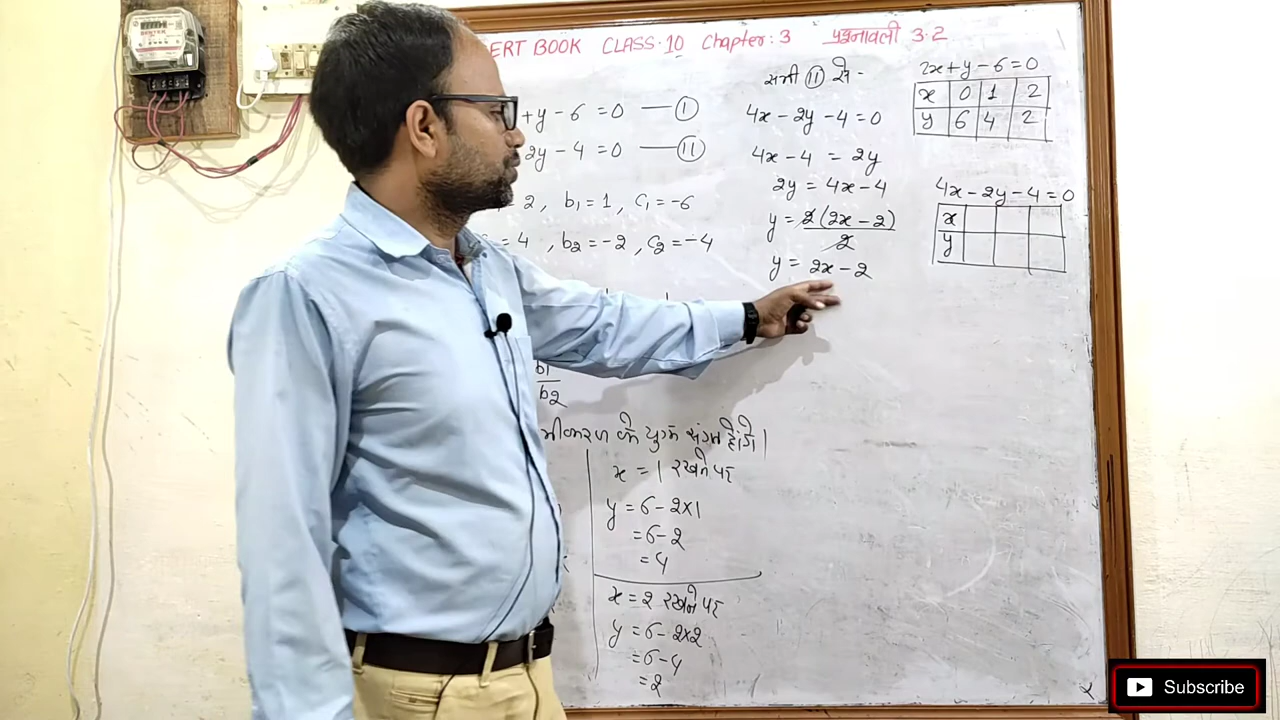 ERT BOOK CLASS:10 Chapter:3 प्रश्नावली 3.2
+y-6=0 — I
2y-4=0 — II
= 2, b1=1, c1=-6
= 4, b2=-2, c2=-4
b1
b2
के युग्म संगत होंगे।
x = 1 रखने पर
y = 6-2x1
= 6-2
= 4
x = 2 रखने पर
y = 6-2x2
= 6-4
= 2
समी II से-
4x-2y-4=0
4x-4 = 2y
2y = 4x-4
y = 2(2x-2)
2
y = 2x-2
2x+y-6=0
x 0 1 2
y 6 4 2
4x-2y-4=0
x
y
Subscribe